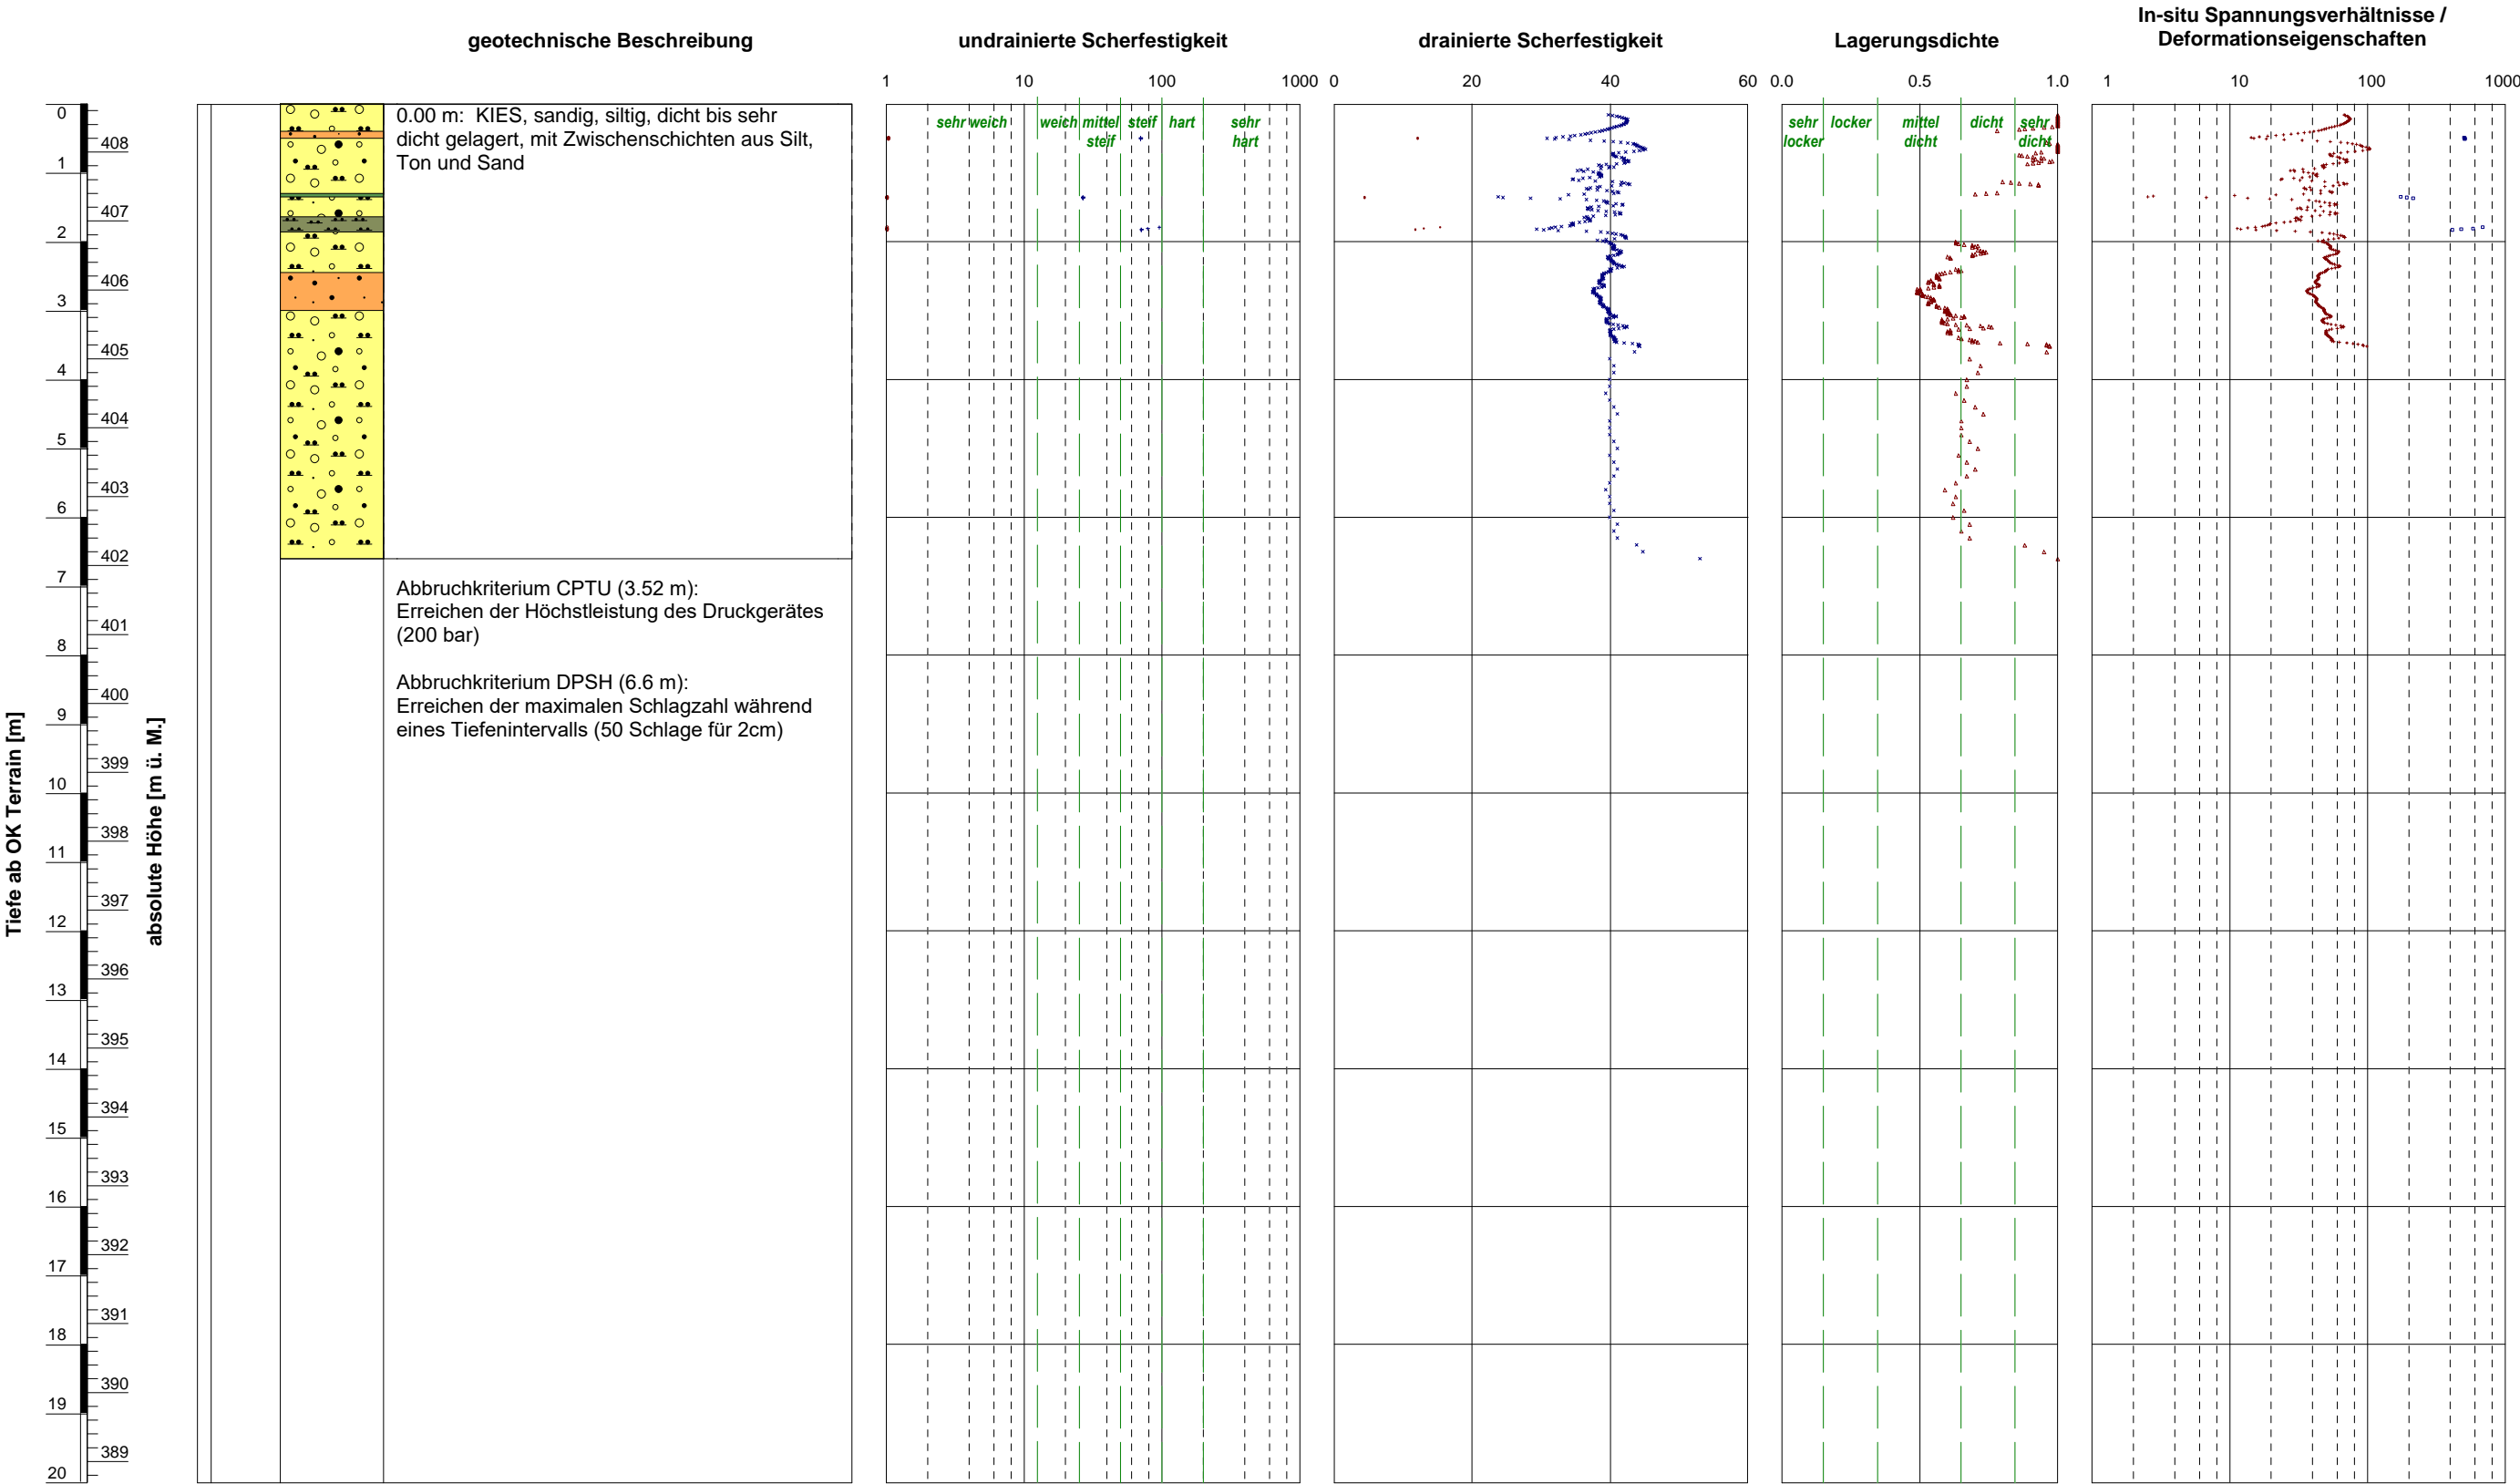 In-situ Spannungsverhältnisse /
Deformationseigenschaften
geotechnische Beschreibung
undrainierte Scherfestigkeit
drainierte Scherfestigkeit
Lagerungsdichte
1 10 100 1000
0 20 40 60
0.0 0.5 1.0
1 10 100 1000
sehr weich
weich
mittel
steif
steif
hart
sehr
hart
sehr
locker
locker
mittel
dicht
dicht
sehr
dicht
0.00 m: KIES, sandig, siltig, dicht bis sehr
dicht gelagert, mit Zwischenschichten aus Silt,
Ton und Sand
Abbruchkriterium CPTU (3.52 m):
Erreichen der Höchstleistung des Druckgerätes
(200 bar)
Abbruchkriterium DPSH (6.6 m):
Erreichen der maximalen Schlagzahl während
eines Tiefenintervalls (50 Schlage für 2cm)
Tiefe ab OK Terrain [m]
absolute Höhe [m ü. M.]
0
408
1
407
2
406
3
405
4
404
5
403
6
402
7
401
8
400
9
399
10
398
11
397
12
396
13
395
14
394
15
393
16
392
17
391
18
390
19
389
20